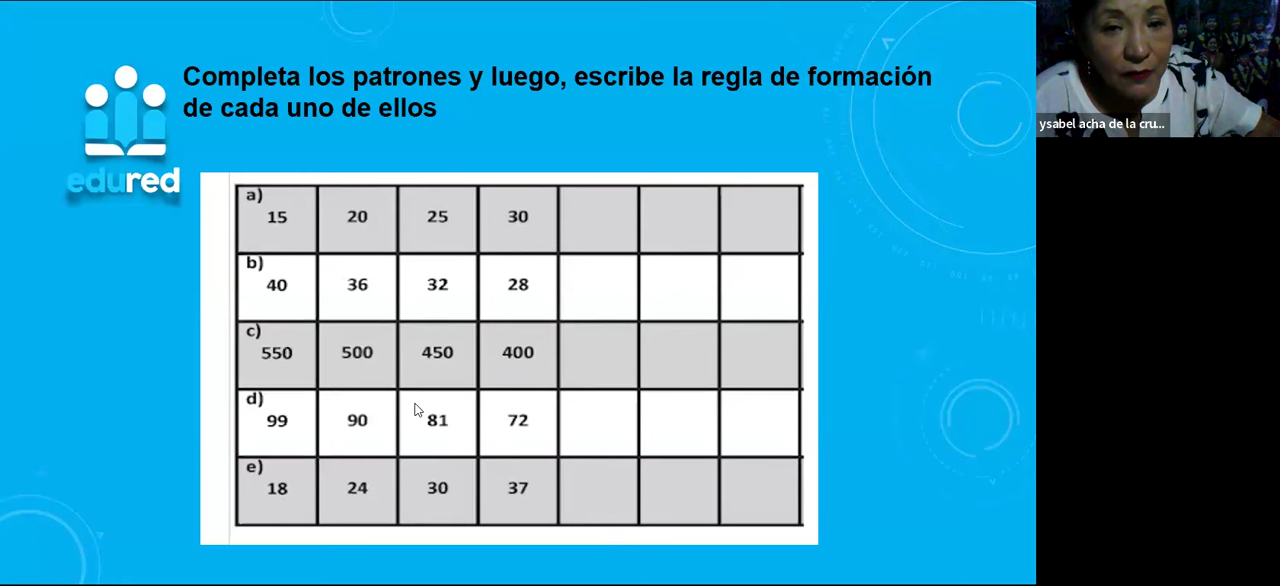 Completa los patrones y luego, escribe la regla de formación
de cada uno de ellos
edured
a)
15 20 25 30
b)
40 36 32 28
c)
550 500 450 400
d)
99 90 81 72
e)
18 24 30 37
ysabel acha de la cru...